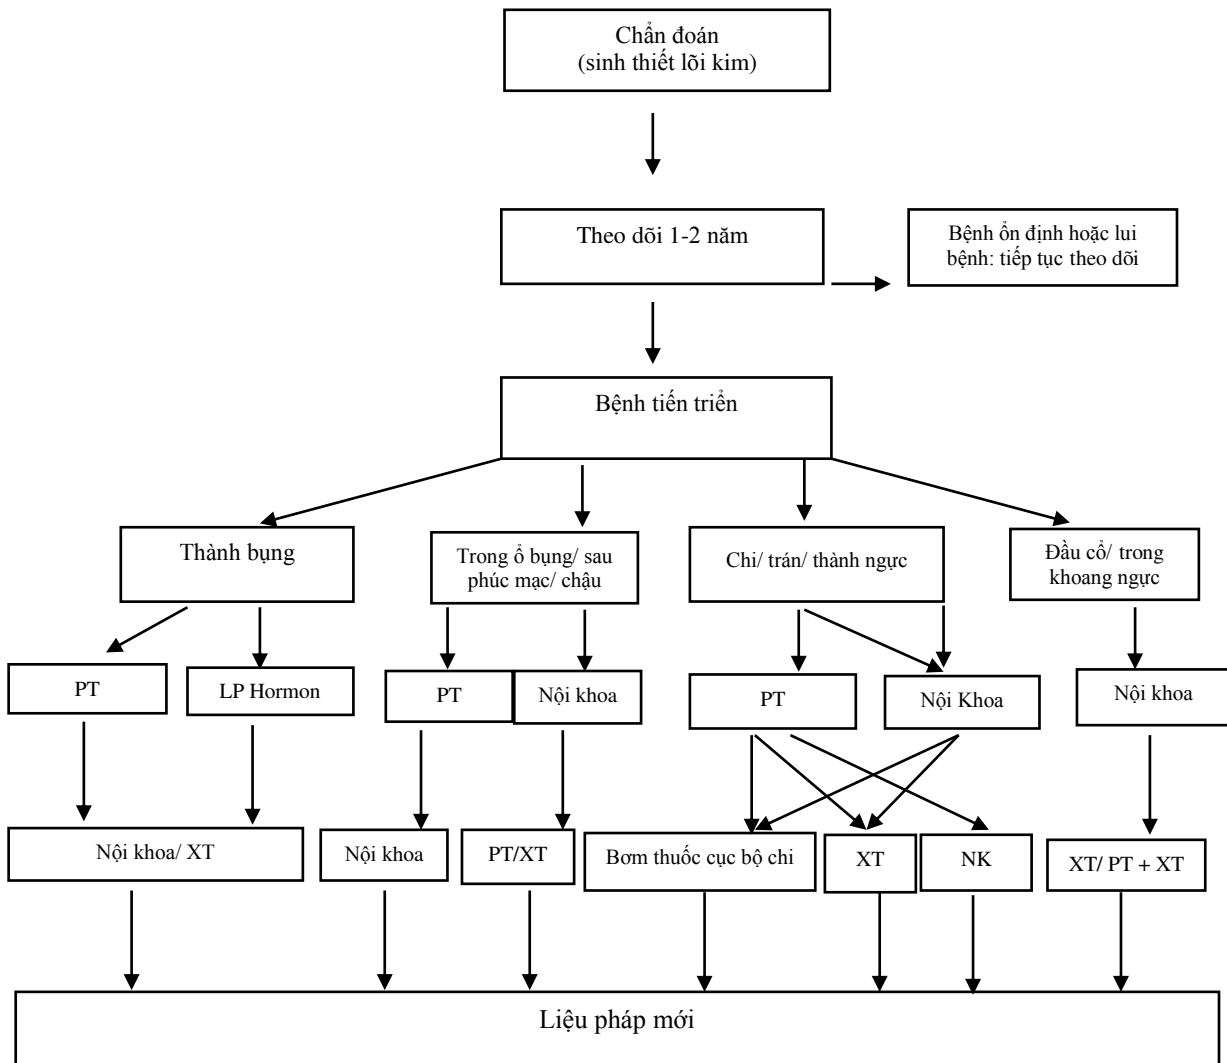 Chẩn đoán
(sinh thiết lõi kim)
Theo dõi 1-2 năm
Bệnh ổn định hoặc lui
bệnh: tiếp tục theo dõi
Bệnh tiến triển
Thành bụng
Trong ổ bụng/ sau
phúc mạc/ chậu
Chi/ trán/ thành ngực
Đầu cổ/ trong
khoang ngực
PT
LP Hormon
PT
Nội khoa
PT
Nội Khoa
Nội khoa
Nội khoa/ XT
Nội khoa
PT/XT
Bơm thuốc cục bộ chi
XT
NK
XT/ PT + XT
Liệu pháp mới